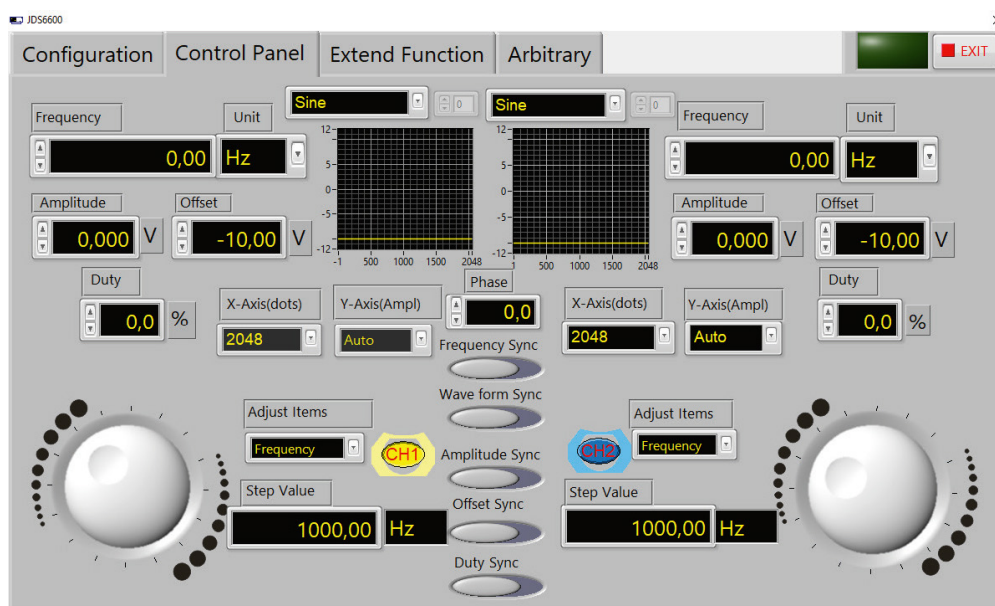 JDS6600
Configuration
Control Panel
Extend Function
Arbitrary
EXIT
Frequency
Unit
0,00
Hz
Sine
0
Sine
0
Frequency
Unit
0,00
Hz
Amplitude
Offset
0,000 V
-10,00 V
Duty
0,0 %
12
5
0
-5
-12
-1 500 1000 1500 2048
12
5
0
-5
-12
-1 500 1000 1500 2048
Amplitude
Offset
0,000 V
-10,00 V
Duty
0,0 %
X-Axis(dots)
2048
Y-Axis(Ampl)
Auto
Phase
0,0
X-Axis(dots)
2048
Y-Axis(Ampl)
Auto
Frequency Sync
Wave form Sync
Amplitude Sync
Offset Sync
Duty Sync
Adjust Items
Frequency
CH1
Step Value
1000,00 Hz
Adjust Items
CH2
Frequency
Step Value
1000,00 Hz